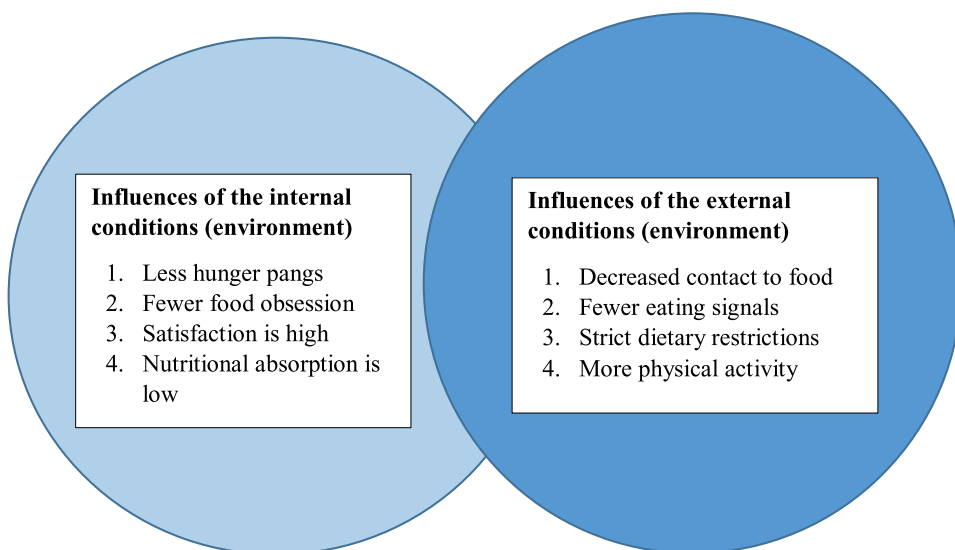 Influences of the internal
conditions (environment)
1. Less hunger pangs
2. Fewer food obsession
3. Satisfaction is high
4. Nutritional absorption is
low
Influences of the external
conditions (environment)
1. Decreased contact to food
2. Fewer eating signals
3. Strict dietary restrictions
4. More physical activity